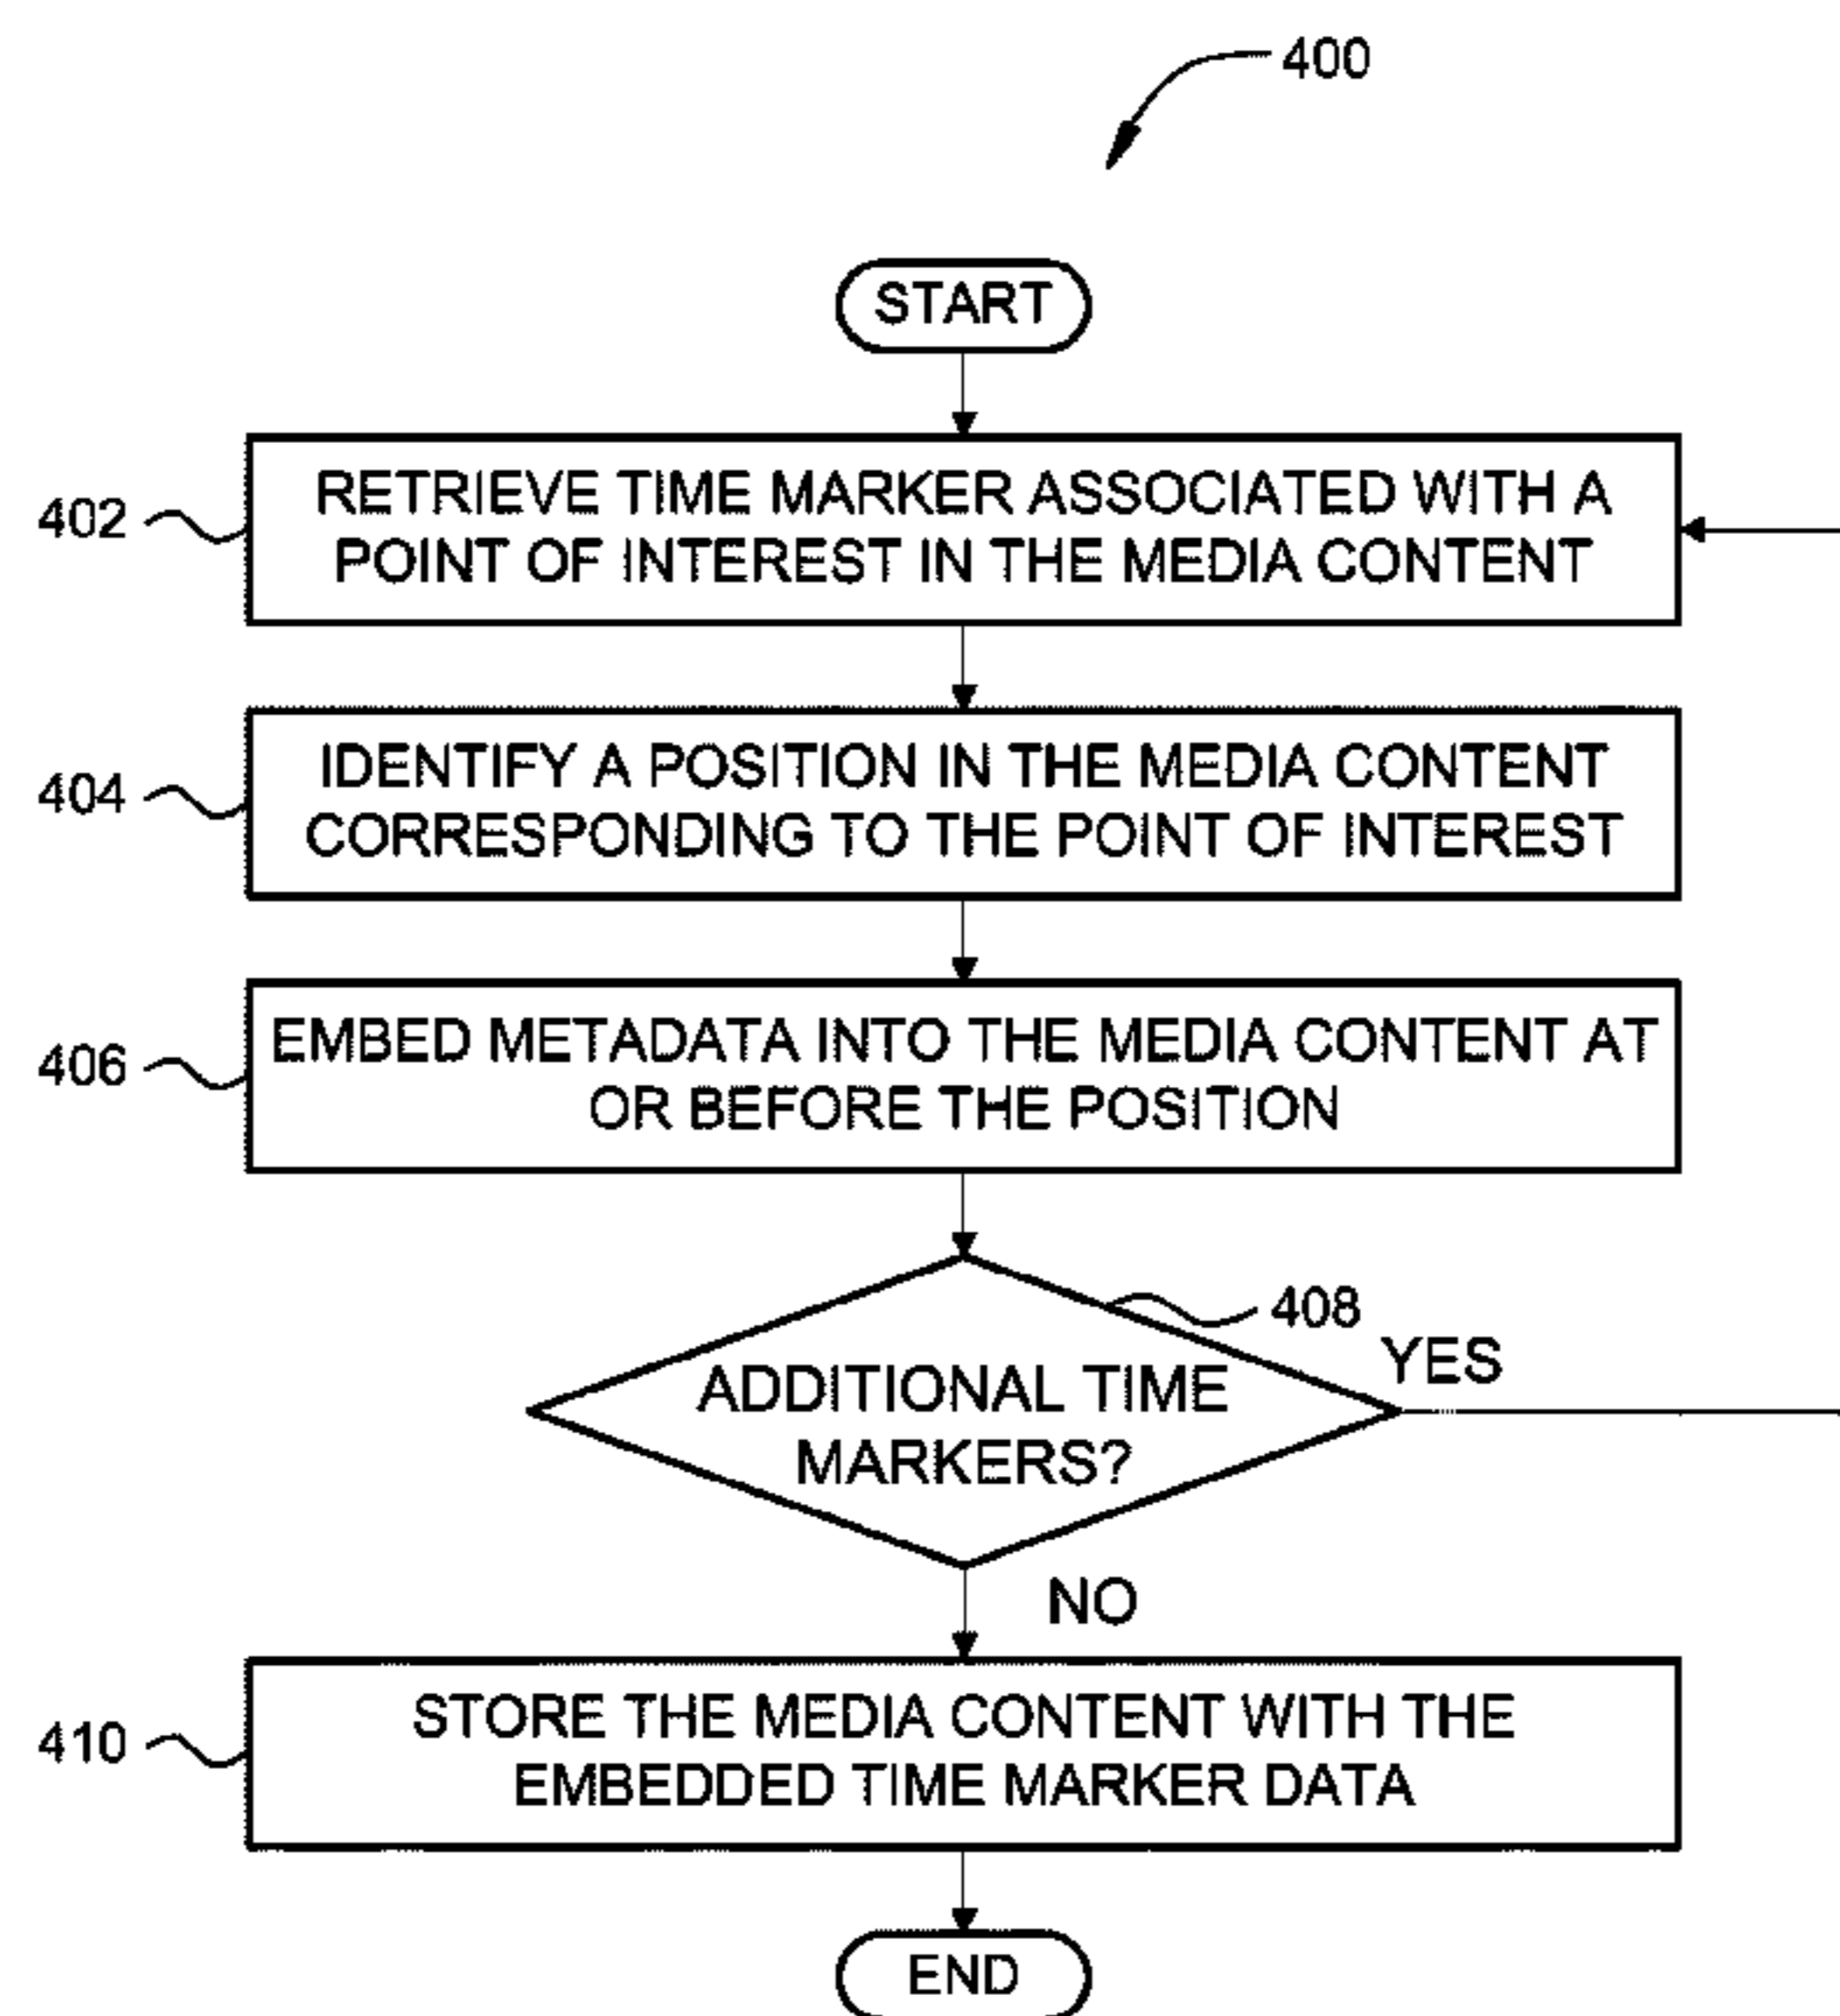 400
START
402
RETRIEVE TIME MARKER ASSOCIATED WITH A
POINT OF INTEREST IN THE MEDIA CONTENT
404
IDENTIFY A POSITION IN THE MEDIA CONTENT
CORRESPONDING TO THE POINT OF INTEREST
406
EMBED METADATA INTO THE MEDIA CONTENT AT
OR BEFORE THE POSITION
408
YES
ADDITIONAL TIME
MARKERS?
NO
410
STORE THE MEDIA CONTENT WITH THE
EMBEDDED TIME MARKER DATA
END